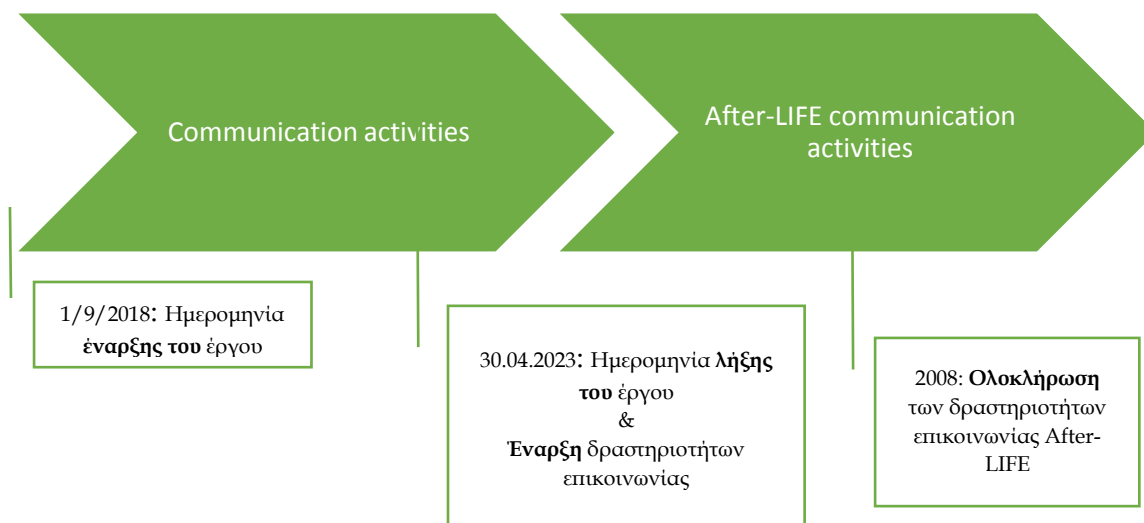 Communication activities
After-LIFE communication
activities
1/9/2018: Ημερομηνία
έναρξης του έργου
30.04.2023: Ημερομηνία λήξης
του έργου
&
Έναρξη δραστηριοτήτων
επικοινωνίας
2008: Ολοκλήρωση
των δραστηριοτήτων
επικοινωνίας After-
LIFE